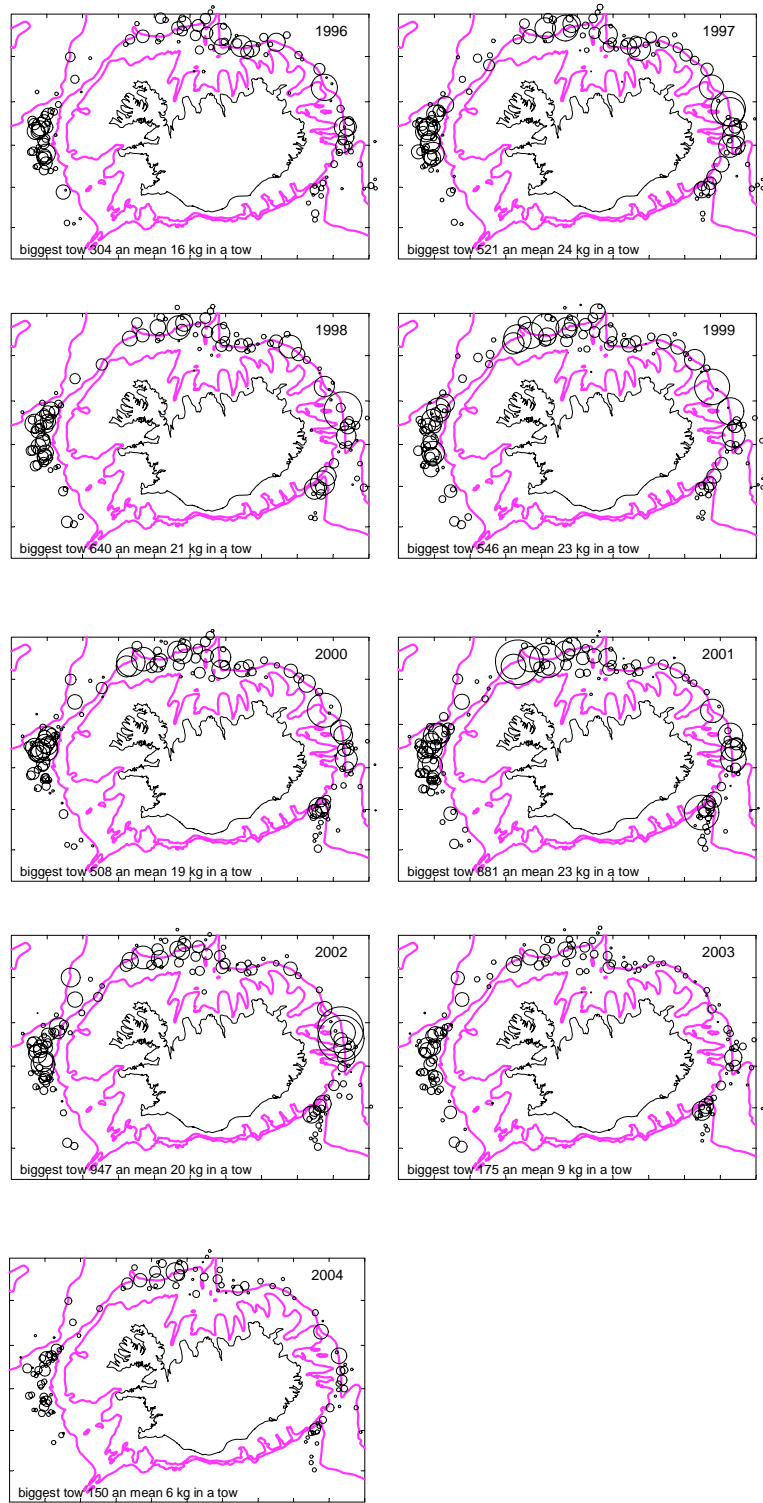 1996
biggest tow 304 an mean 16 kg in a tow
1997
biggest tow 521 an mean 24 kg in a tow
1998
biggest tow 640 an mean 21 kg in a tow
1999
biggest tow 546 an mean 23 kg in a tow
2000
biggest tow 508 an mean 19 kg in a tow
2001
biggest tow 881 an mean 23 kg in a tow
2002
biggest tow 947 an mean 20 kg in a tow
2003
biggest tow 175 an mean 9 kg in a tow
2004
biggest tow 150 an mean 6 kg in a tow